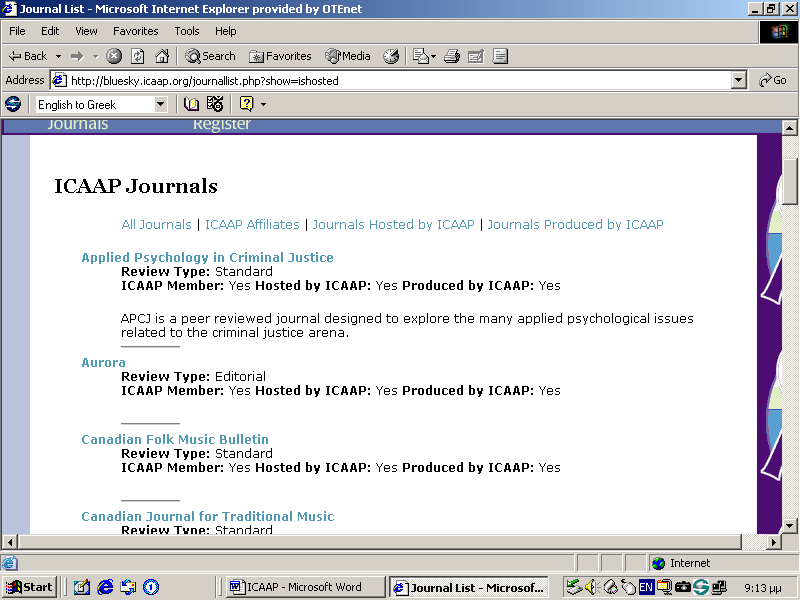 Journal List - Microsoft Internet Explorer provided by OTEnet
File Edit View Favorites Tools Help
Back Search Favorites Media
Address http://bluesky.icaap.org/journallist.php?show=ishosted Go
English to Greek
Journals Register
ICAAP Journals
All Journals | ICAAP Affiliates | Journals Hosted by ICAAP | Journals Produced by ICAAP
Applied Psychology in Criminal Justice
Review Type: Standard
ICAAP Member: Yes Hosted by ICAAP: Yes Produced by ICAAP: Yes
APCJ is a peer reviewed journal designed to explore the many applied psychological issues
related to the criminal justice arena.
Aurora
Review Type: Editorial
ICAAP Member: Yes Hosted by ICAAP: Yes Produced by ICAAP: Yes
Canadian Folk Music Bulletin
Review Type: Standard
ICAAP Member: Yes Hosted by ICAAP: Yes Produced by ICAAP: Yes
Canadian Journal for Traditional Music
Review Type: Standard
Internet
Start ICAAP - Microsoft Word Journal List - Microsof... EN 9:13 μμ